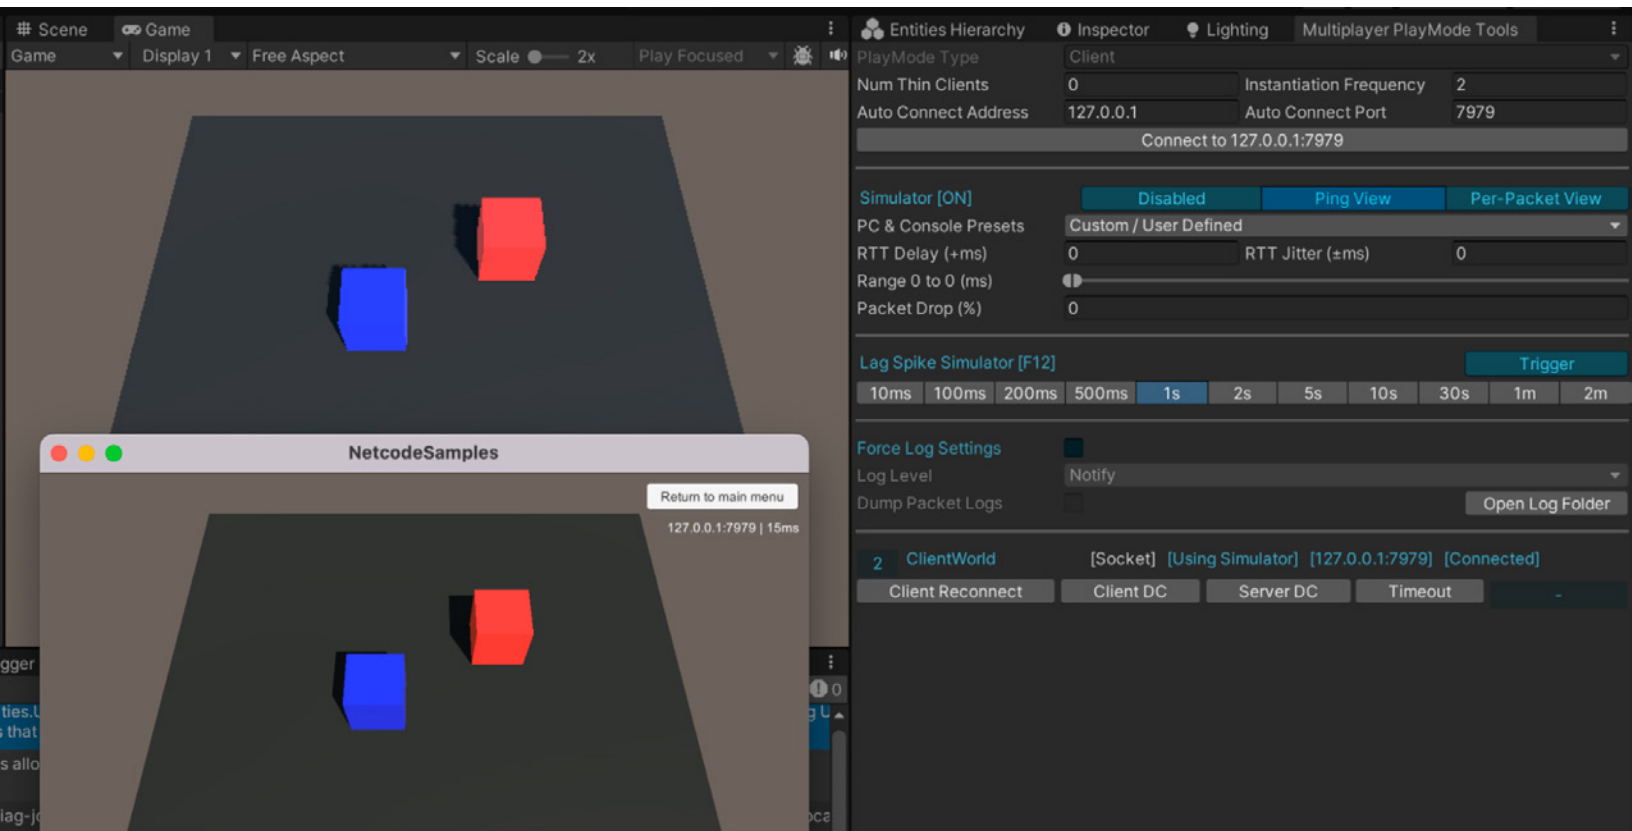 Scene Game
Game Display 1 Free Aspect Scale 2x Play Focused
NetcodeSamples
Return to main menu
127.0.0.1:7979 | 15ms
gger
0
ties.U g U
s that
s allo
iag-jo oca
Entities Hierarchy Inspector Lighting Multiplayer PlayMode Tools
PlayMode Type Client
Num Thin Clients 0 Instantiation Frequency 2
Auto Connect Address 127.0.0.1 Auto Connect Port 7979
Connect to 127.0.0.1:7979
Simulator [ON] Disabled Ping View Per-Packet View
PC & Console Presets Custom / User Defined
RTT Delay (+ms) 0 RTT Jitter (±ms) 0
Range 0 to 0 (ms)
Packet Drop (%) 0
Lag Spike Simulator [F12] Trigger
10ms 100ms 200ms 500ms 1s 2s 5s 10s 30s 1m 2m
Force Log Settings
Log Level Notify
Dump Packet Logs Open Log Folder
2 ClientWorld [Socket] [Using Simulator] [127.0.0.1:7979] [Connected]
Client Reconnect Client DC Server DC Timeout -